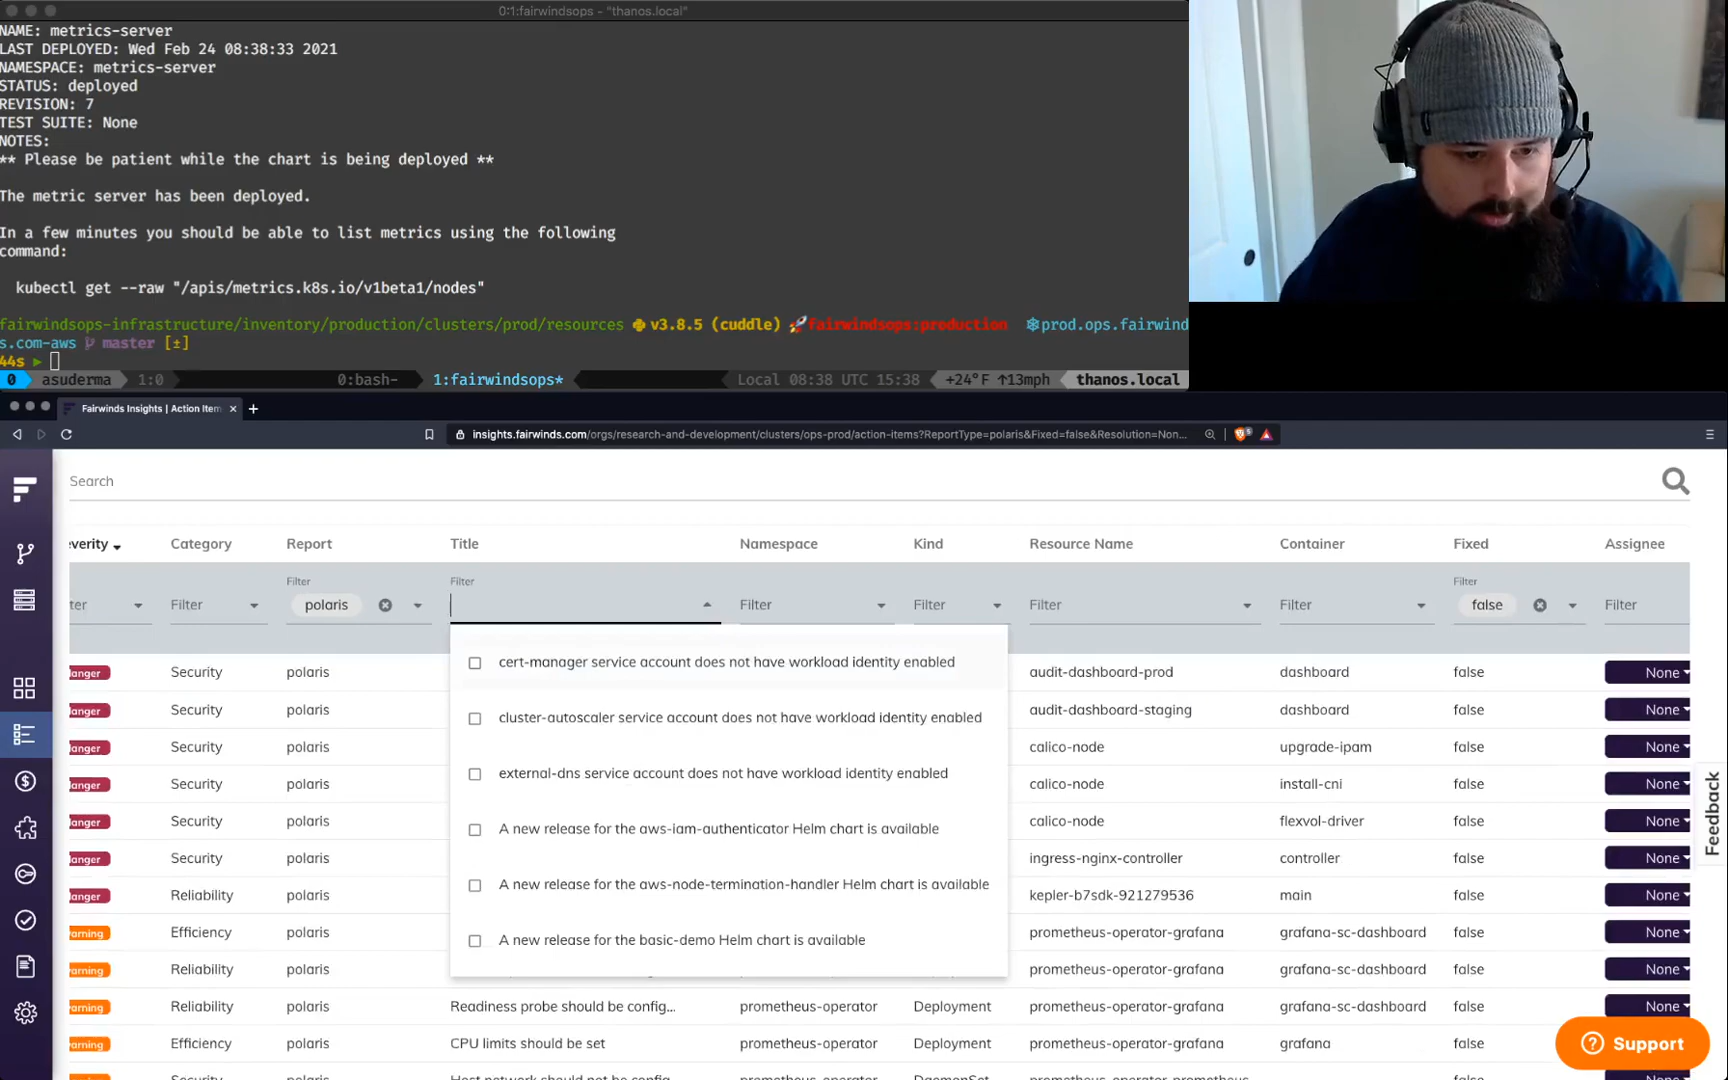 0:1:fairwindsops - "thanos.local"
NAME: metrics-server
LAST DEPLOYED: Wed Feb 24 08:38:33 2021
NAMESPACE: metrics-server
STATUS: deployed
REVISION: 7
TEST SUITE: None
NOTES:
** Please be patient while the chart is being deployed **
The metric server has been deployed.
In a few minutes you should be able to list metrics using the following
command:
kubectl get --raw "/apis/metrics.k8s.io/v1beta1/nodes"
fairwindsops-infrastructure/inventory/production/clusters/prod/resources v3.8.5 (cuddle) fairwindsops:production prod.ops.fairwind
s.com-aws master [±]
44s ▶
0 asuderma 1:0 0:bash- 1:fairwindsops* Local 08:38 UTC 15:38 +24°F ↑13mph thanos.local
Fairwinds Insights | Action Item
insights.fairwinds.com/orgs/research-and-development/clusters/ops-prod/action-items?ReportType=polaris&Fixed=false&Resolution=Non...
Search
everity Category Report Title Namespace Kind Resource Name Container Fixed Assignee
Filter Filter Filter
ter Filter polaris Filter Filter Filter Filter false Filter
cert-manager service account does not have workload identity enabled
cluster-autoscaler service account does not have workload identity enabled
external-dns service account does not have workload identity enabled
A new release for the aws-iam-authenticator Helm chart is available
A new release for the aws-node-termination-handler Helm chart is available
A new release for the basic-demo Helm chart is available
anger Security polaris audit-dashboard-prod dashboard false None
anger Security polaris audit-dashboard-staging dashboard false None
anger Security polaris calico-node upgrade-ipam false None
anger Security polaris calico-node install-cni false None
anger Security polaris calico-node flexvol-driver false None
anger Security polaris ingress-nginx-controller controller false None
anger Reliability polaris kepler-b7sdk-921279536 main false None
arning Efficiency polaris prometheus-operator-grafana grafana-sc-dashboard false None
arning Reliability polaris prometheus-operator-grafana grafana-sc-dashboard false None
arning Reliability polaris Readiness probe should be config... prometheus-operator Deployment prometheus-operator-grafana grafana-sc-dashboard false None
arning Efficiency polaris CPU limits should be set prometheus-operator Deployment prometheus-operator-grafana grafana false
Security polaris Host network should not be config... prometheus-operator DaemonSet prometheus-operator-prometheus
Feedback
Support